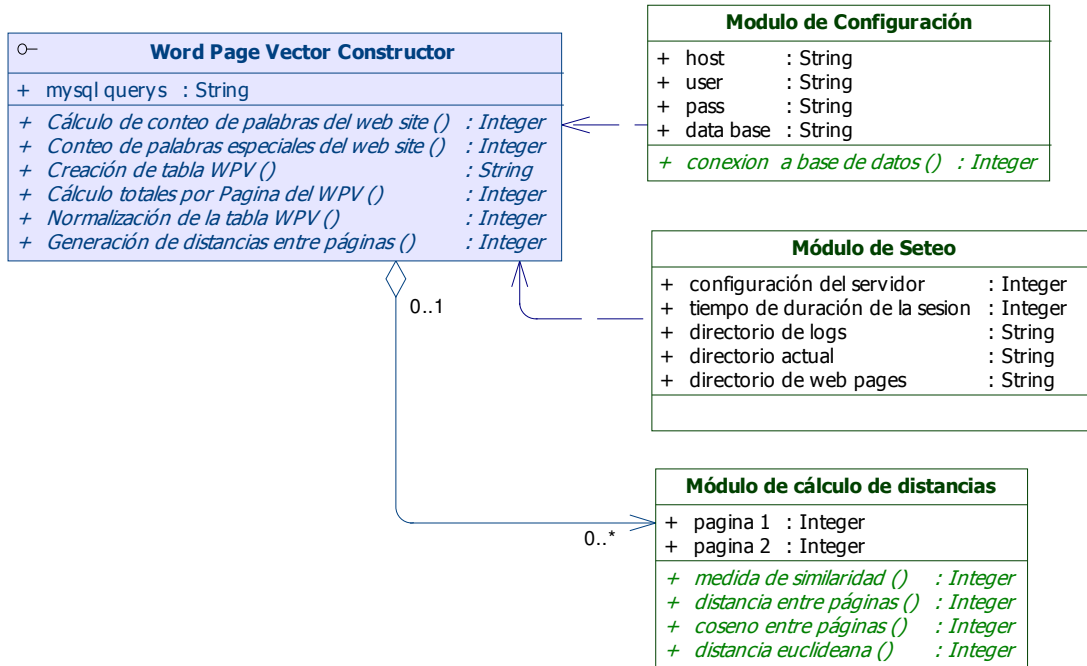 Word Page Vector Constructor
+ mysql querys : String
+ Cálculo de conteo de palabras del web site () : Integer
+ Conteo de palabras especiales del web site () : Integer
+ Creación de tabla WPV () : String
+ Cálculo totales por Pagina del WPV () : Integer
+ Normalización de la tabla WPV () : Integer
+ Generación de distancias entre páginas () : Integer
Modulo de Configuración
+ host : String
+ user : String
+ pass : String
+ data base : String
+ conexion a base de datos () : Integer
Módulo de Seteo
+ configuración del servidor : Integer
+ tiempo de duración de la sesion : Integer
+ directorio de logs : String
+ directorio actual : String
+ directorio de web pages : String
0..1
0..*
Módulo de cálculo de distancias
+ pagina 1 : Integer
+ pagina 2 : Integer
+ medida de similaridad () : Integer
+ distancia entre páginas () : Integer
+ coseno entre páginas () : Integer
+ distancia euclideana () : Integer